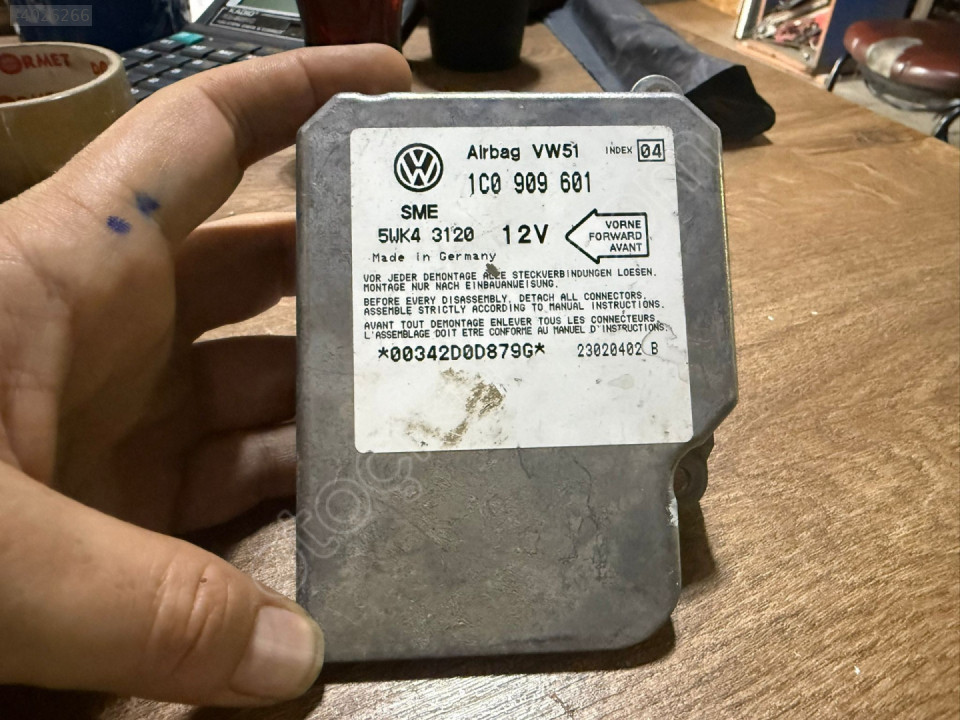 4026266
ORMET
Airbag VW51 INDEX 04
1C0 909 601
SME
5WK4 3120 12V
VORNE
FORWARD
AVANT
Made in Germany
VOR JEDER DEMONTAGE ALLE STECKVERBINDUNGEN LOESEN.
MONTAGE NUR NACH EINBAUANWEISUNG.
BEFORE EVERY DISASSEMBLY, DETACH ALL CONNECTORS.
ASSEMBLE STRICTLY ACCORDING TO MANUAL INSTRUCTIONS.
AVANT TOUT DEMONTAGE ENLEVER TOUS LES CONNECTEURS.
L'ASSEMBLAGE DOIT ETRE CONFORME AU MANUEL D'INSTRUCTIONS.
*00342D0D879G* 23020402 B